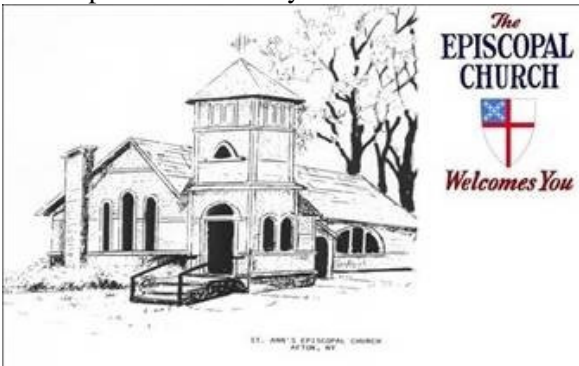 The
EPISCOPAL
CHURCH
Welcomes You
ST. ANN'S EPISCOPAL CHURCH
AFTON, NY